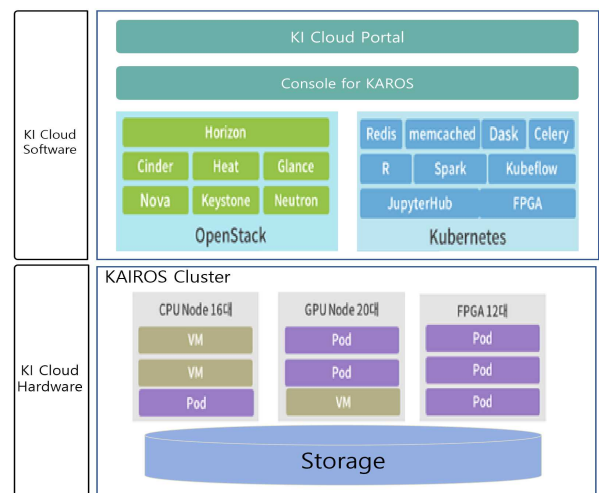 KI Cloud
Software
KI Cloud Portal
Console for KAROS
Horizon
Cinder Heat Glance
Nova Keystone Neutron
OpenStack
Redis memcached Dask Celery
R Spark Kubeflow
JupyterHub FPGA
Kubernetes
KI Cloud
Hardware
KAIROS Cluster
CPU Node 16대
VM
VM
Pod
GPU Node 20대
Pod
Pod
VM
FPGA 12대
Pod
Pod
Pod
Storage